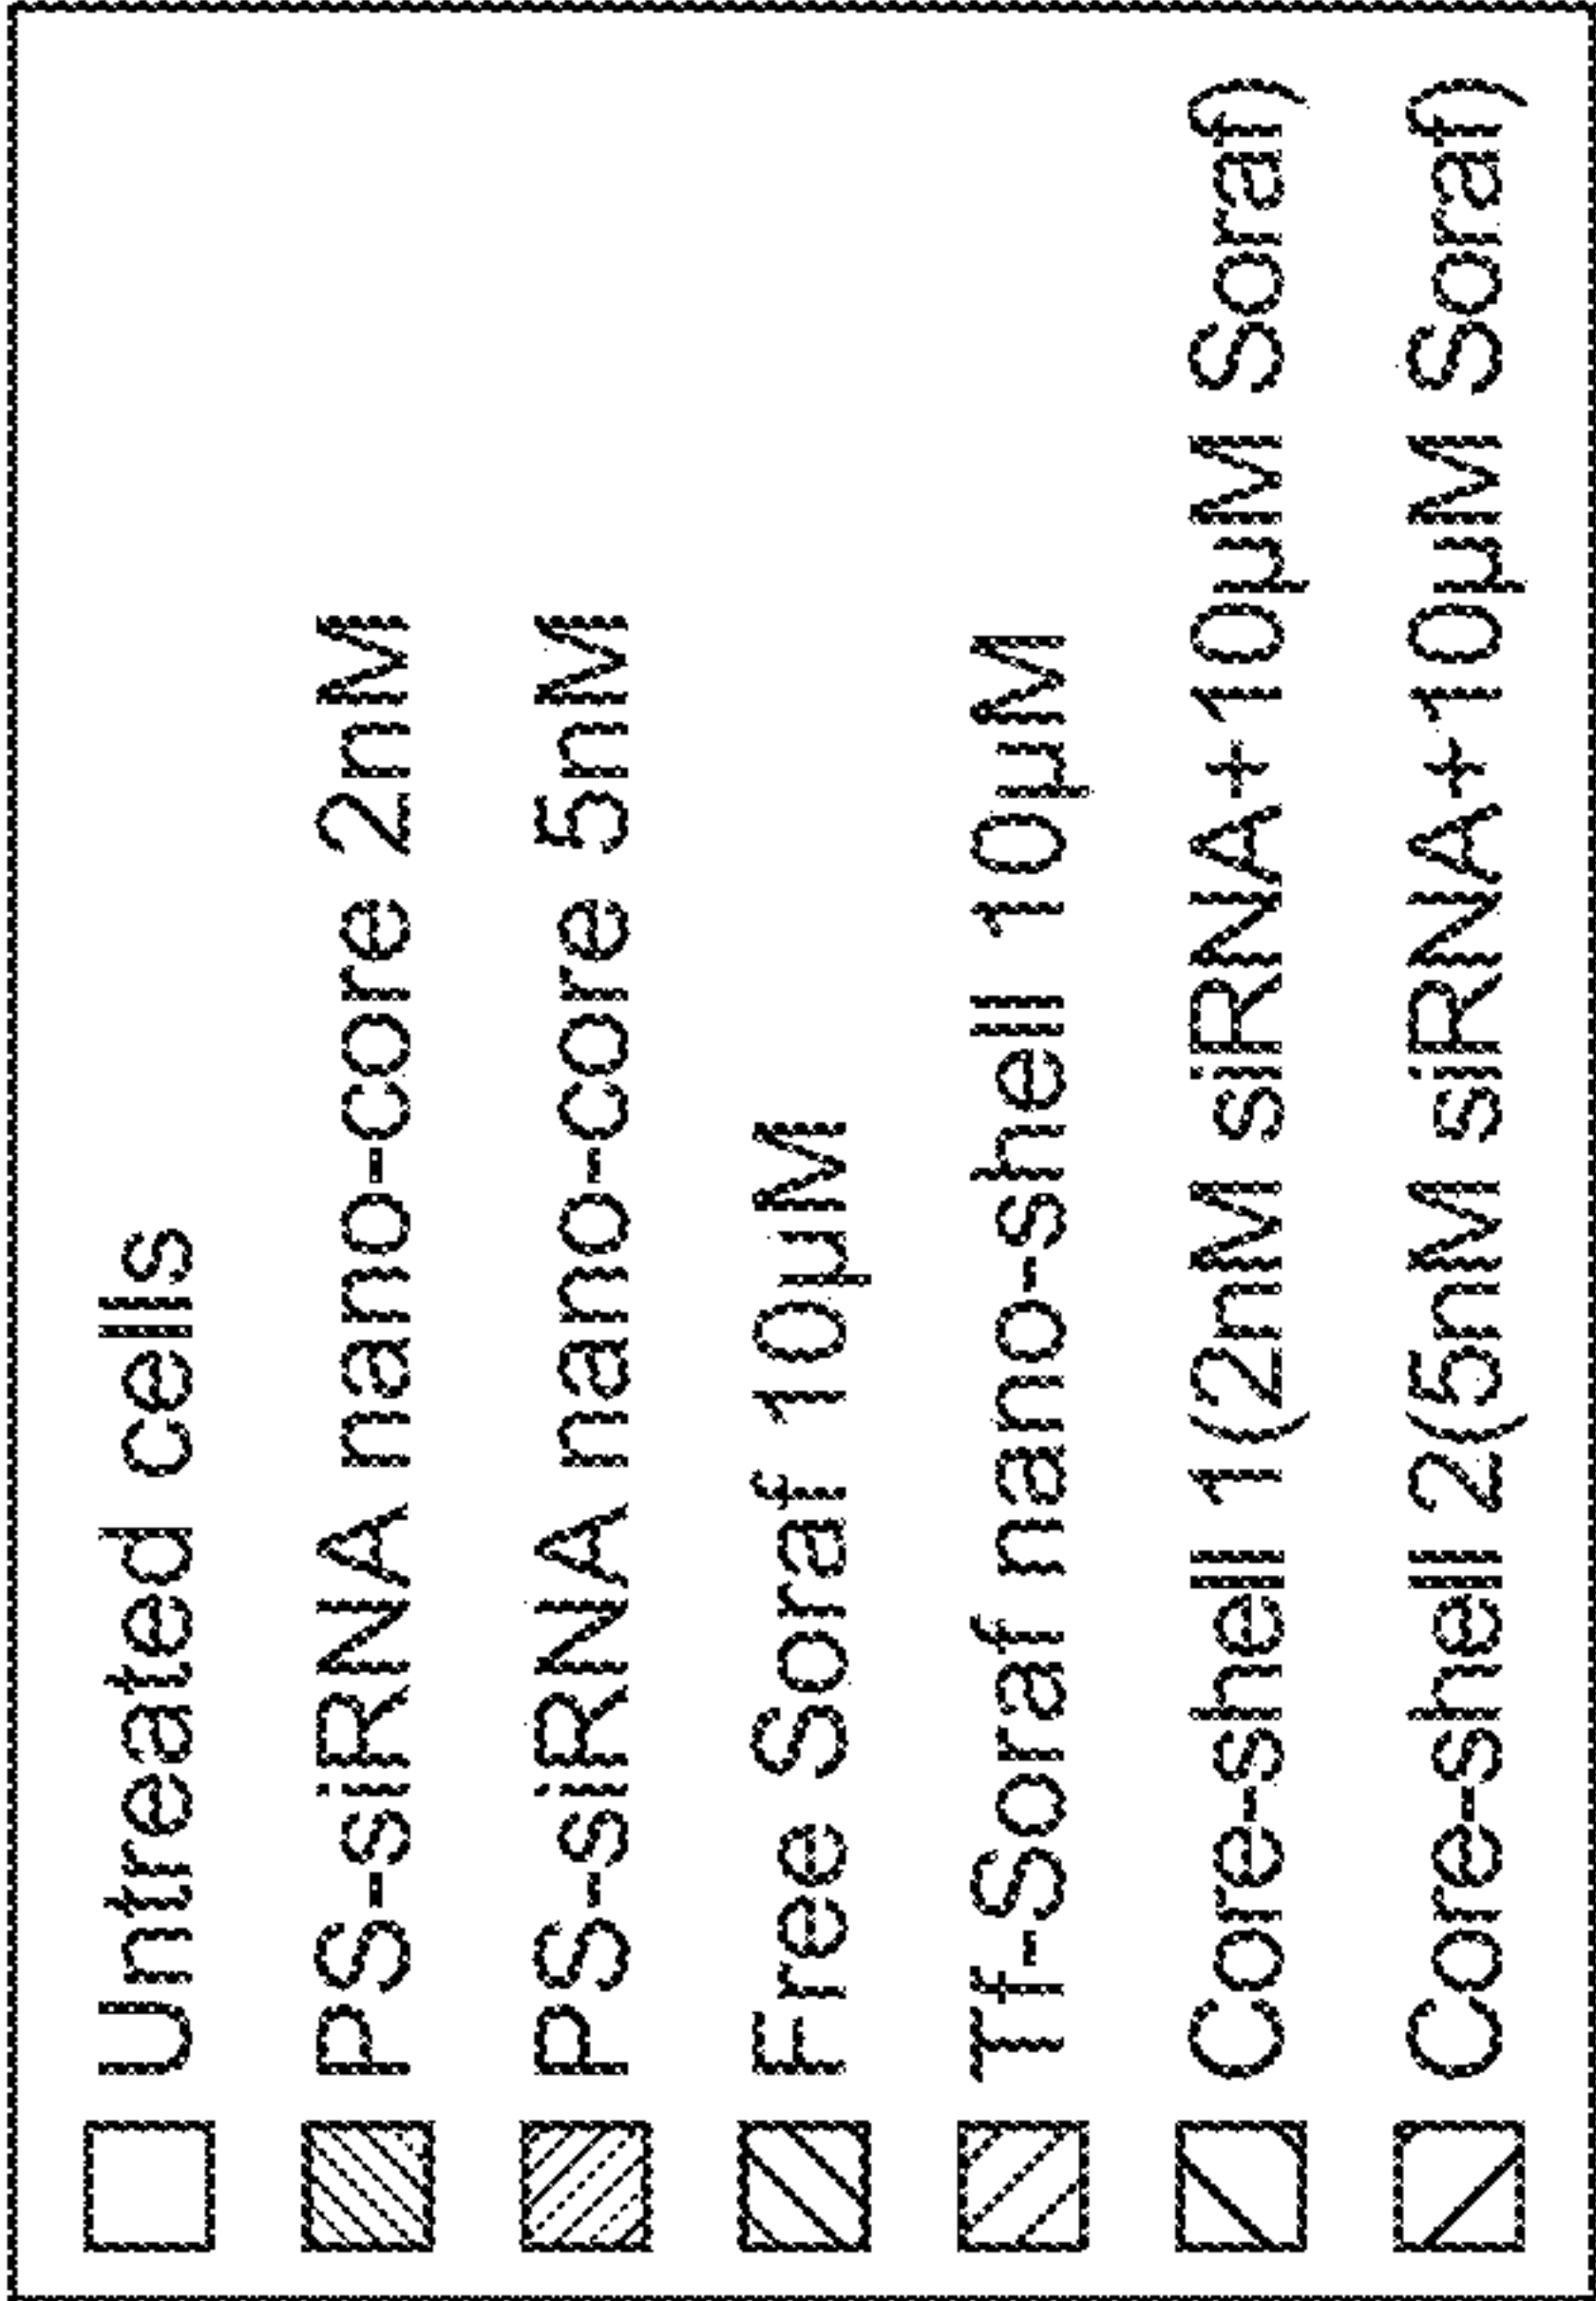 Untreated cells
PS-siRNA nano-core 2nM
PS-siRNA nano-core 5nM
Free Soraf 10µM
Tf-Soraf nano-shell 10µM
Core-shell 1(2nM siRNA+10µM Soraf)
Core-shell 2(5nM siRNA+10µM Soraf)